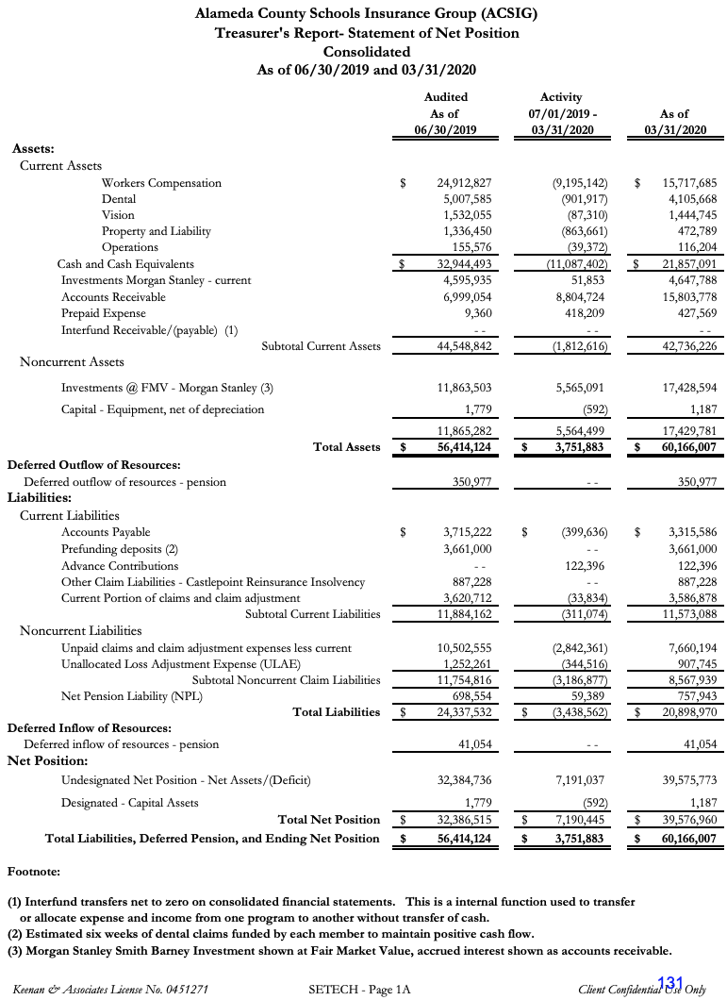 Alameda County Schools Insurance Group (ACSIG)
Treasurer's Report- Statement of Net Position
Consolidated
As of 06/30/2019 and 03/31/2020
Audited Activity
As of 07/01/2019 - As of
06/30/2019 03/31/2020 03/31/2020
Assets:
Current Assets
Workers Compensation $ 24,912,827 (9,195,142) $ 15,717,685
Dental 5,007,585 (901,917) 4,105,668
Vision 1,532,055 (87,310) 1,444,745
Property and Liability 1,336,450 (863,661) 472,789
Operations 155,576 (39,372) 116,204
Cash and Cash Equivalents $ 32,944,493 (11,087,402) $ 21,857,091
Investments Morgan Stanley - current 4,595,935 51,853 4,647,788
Accounts Receivable 6,999,054 8,804,724 15,803,778
Prepaid Expense 9,360 418,209 427,569
Interfund Receivable/(payable) (1) - - - - - -
Subtotal Current Assets 44,548,842 (1,812,616) 42,736,226
Noncurrent Assets
Investments @ FMV - Morgan Stanley (3) 11,863,503 5,565,091 17,428,594
Capital - Equipment, net of depreciation 1,779 (592) 1,187
11,865,282 5,564,499 17,429,781
Total Assets $ 56,414,124 $ 3,751,883 $ 60,166,007
Deferred Outflow of Resources:
Deferred outflow of resources - pension 350,977 - - 350,977
Liabilities:
Current Liabilities
Accounts Payable $ 3,715,222 $ (399,636) $ 3,315,586
Prefunding deposits (2) 3,661,000 - - 3,661,000
Advance Contributions - - 122,396 122,396
Other Claim Liabilities - Castlepoint Reinsurance Insolvency 887,228 - - 887,228
Current Portion of claims and claim adjustment 3,620,712 (33,834) 3,586,878
Subtotal Current Liabilities 11,884,162 (311,074) 11,573,088
Noncurrent Liabilities
Unpaid claims and claim adjustment expenses less current 10,502,555 (2,842,361) 7,660,194
Unallocated Loss Adjustment Expense (ULAE) 1,252,261 (344,516) 907,745
Subtotal Noncurrent Claim Liabilities 11,754,816 (3,186,877) 8,567,939
Net Pension Liability (NPL) 698,554 59,389 757,943
Total Liabilities $ 24,337,532 $ (3,438,562) $ 20,898,970
Deferred Inflow of Resources:
Deferred inflow of resources - pension 41,054 - - 41,054
Net Position:
Undesignated Net Position - Net Assets/(Deficit) 32,384,736 7,191,037 39,575,773
Designated - Capital Assets 1,779 (592) 1,187
Total Net Position $ 32,386,515 $ 7,190,445 $ 39,576,960
Total Liabilities, Deferred Pension, and Ending Net Position $ 56,414,124 $ 3,751,883 $ 60,166,007
Footnote:
(1) Interfund transfers net to zero on consolidated financial statements. This is a internal function used to transfer
or allocate expense and income from one program to another without transfer of cash.
(2) Estimated six weeks of dental claims funded by each member to maintain positive cash flow.
(3) Morgan Stanley Smith Barney Investment shown at Fair Market Value, accrued interest shown as accounts receivable.
Keenan & Associates License No. 0451271 SETECH - Page 1A Client Confidential Use Only
131